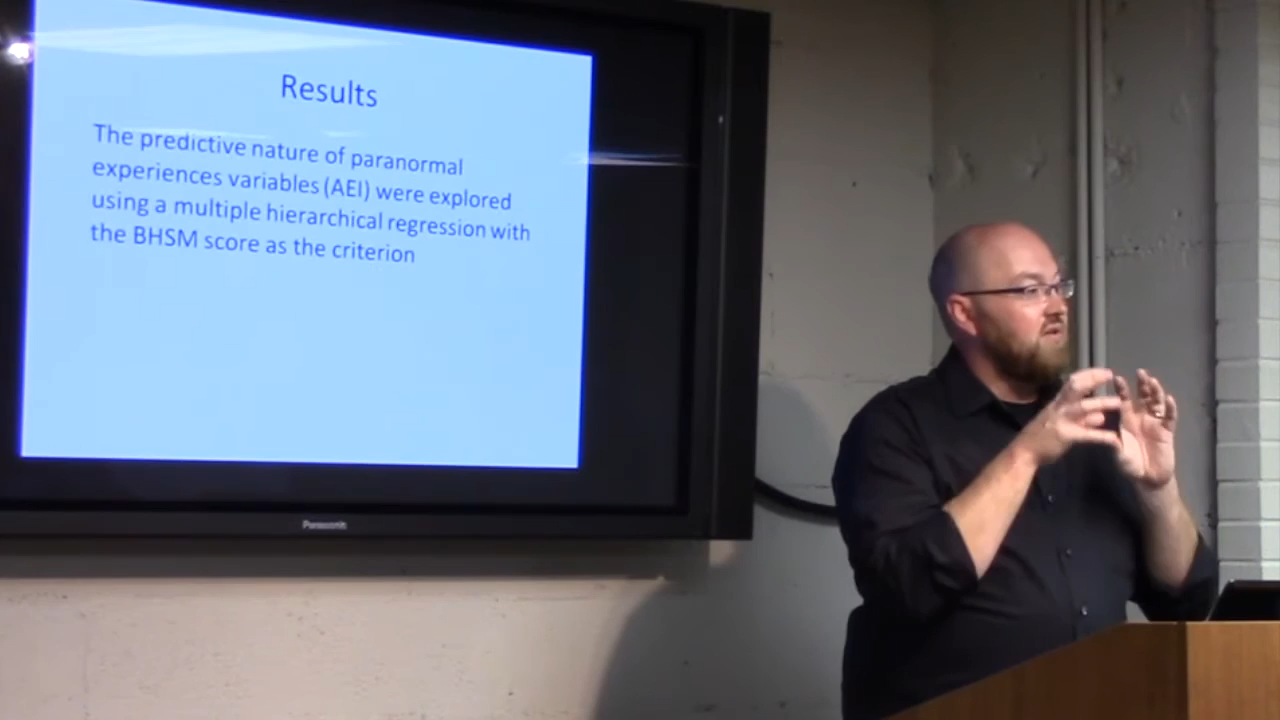 Results
The predictive nature of paranormal
experiences variables (AEI) were explored
using a multiple hierarchical regression with
the BHSM score as the criterion
Panasonic